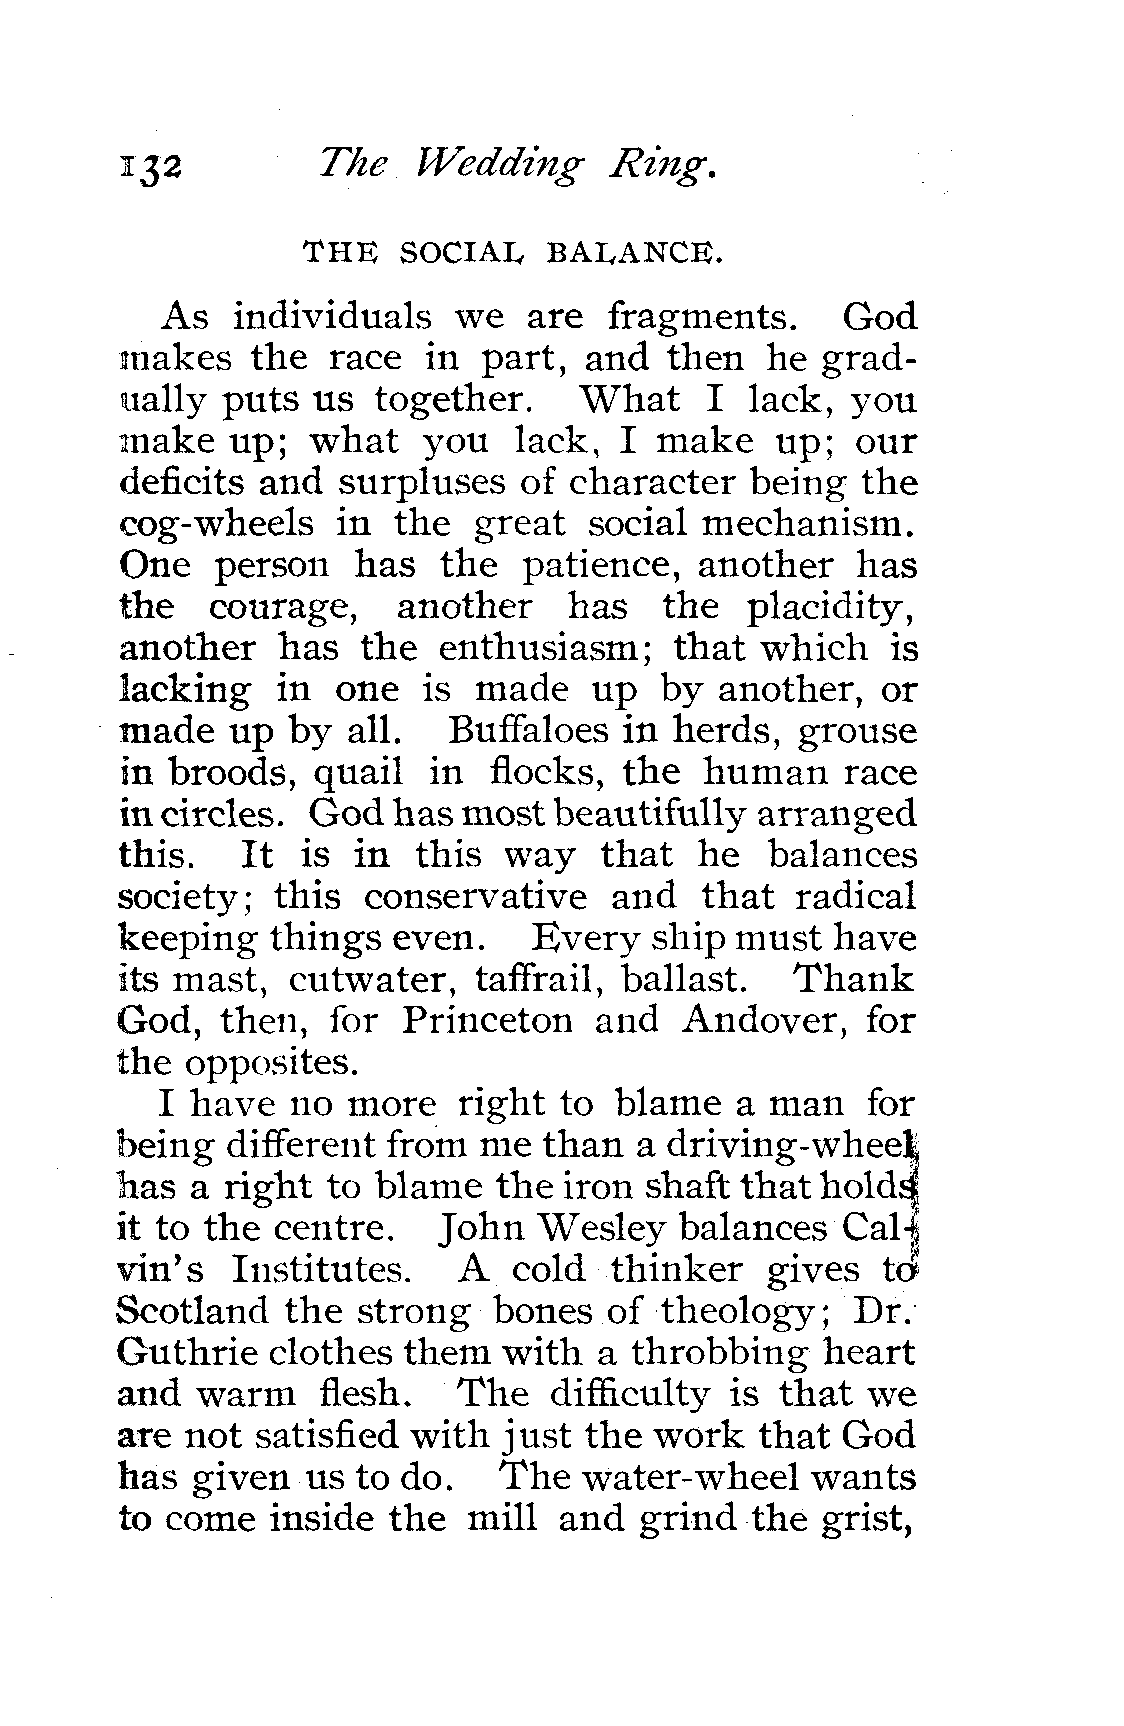 132 The Wedding Ring.
THE SOCIAL BALANCE.
As individuals we are fragments. God
makes the race in part, and then he grad-
ually puts us together. What I lack, you
make up; what you lack, I make up; our
deficits and surpluses of character being the
cog-wheels in the great social mechanism.
One person has the patience, another has
the courage, another has the placidity,
another has the enthusiasm; that which is
lacking in one is made up by another, or
made up by all. Buffaloes in herds, grouse
in broods, quail in flocks, the human race
in circles. God has most beautifully arranged
this. It is in this way that he balances
society; this conservative and that radical
keeping things even. Every ship must have
its mast, cutwater, taffrail, ballast. Thank
God, then, for Princeton and Andover, for
the opposites.
I have no more right to blame a man for
being different from me than a driving-wheel
has a right to blame the iron shaft that holds
it to the centre. John Wesley balances Cal-
vin's Institutes. A cold thinker gives to
Scotland the strong bones of theology; Dr.
Guthrie clothes them with a throbbing heart
and warm flesh. The difficulty is that we
are not satisfied with just the work that God
has given us to do. The water-wheel wants
to come inside the mill and grind the grist,